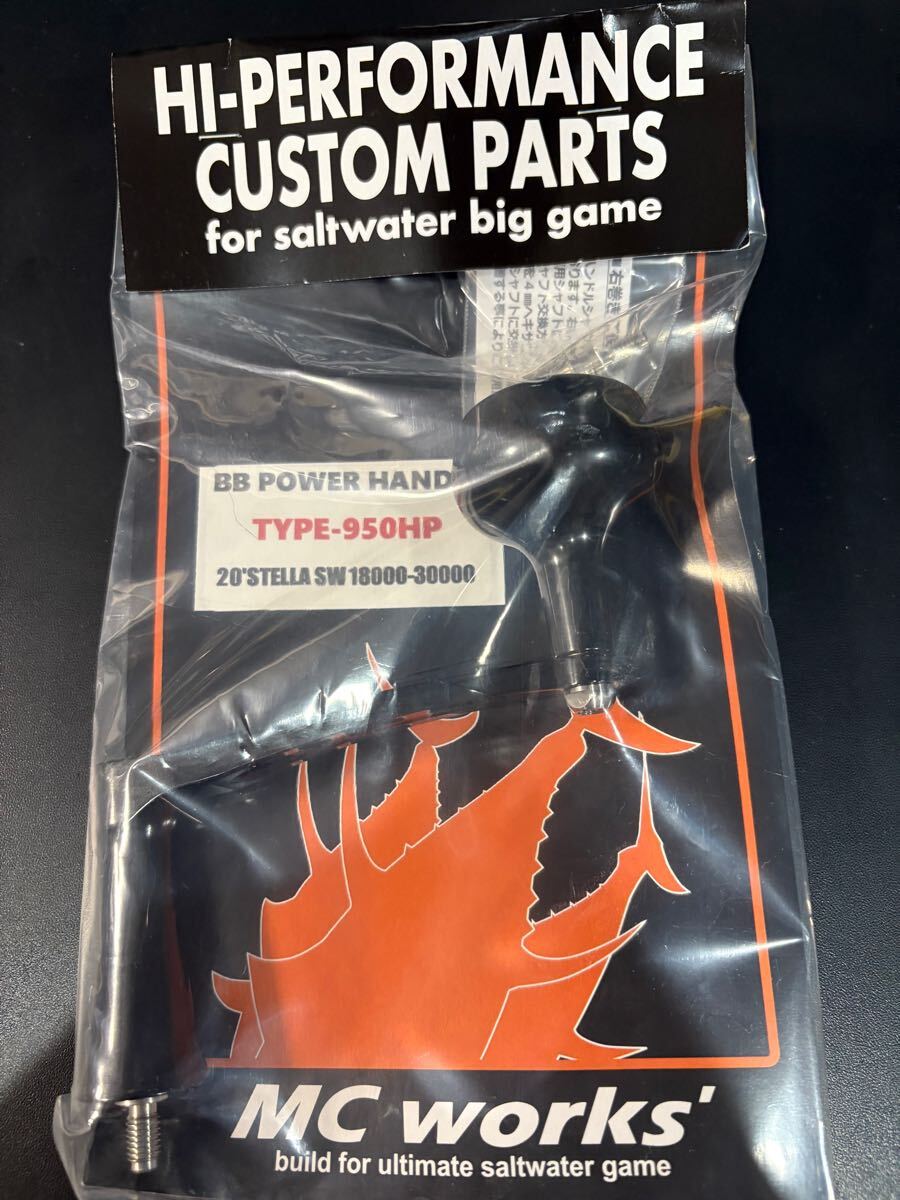 HI-PERFORMANCE
CUSTOM PARTS
for saltwater big game
BB POWER HAND
TYPE-950HP
20'STELLA SW 18000-30000
MC works'
build for ultimate saltwater game